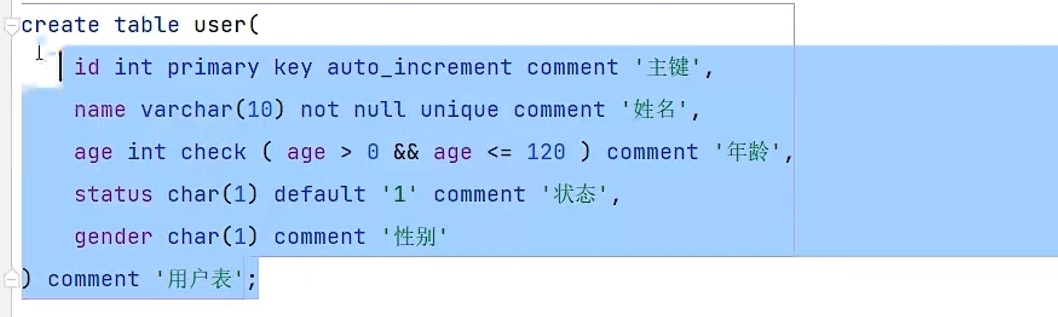 create table user(
id int primary key auto_increment comment '主键',
name varchar(10) not null unique comment '姓名',
age int check ( age > 0 && age <= 120 ) comment '年龄',
status char(1) default '1' comment '状态',
gender char(1) comment '性别'
) comment '用户表';